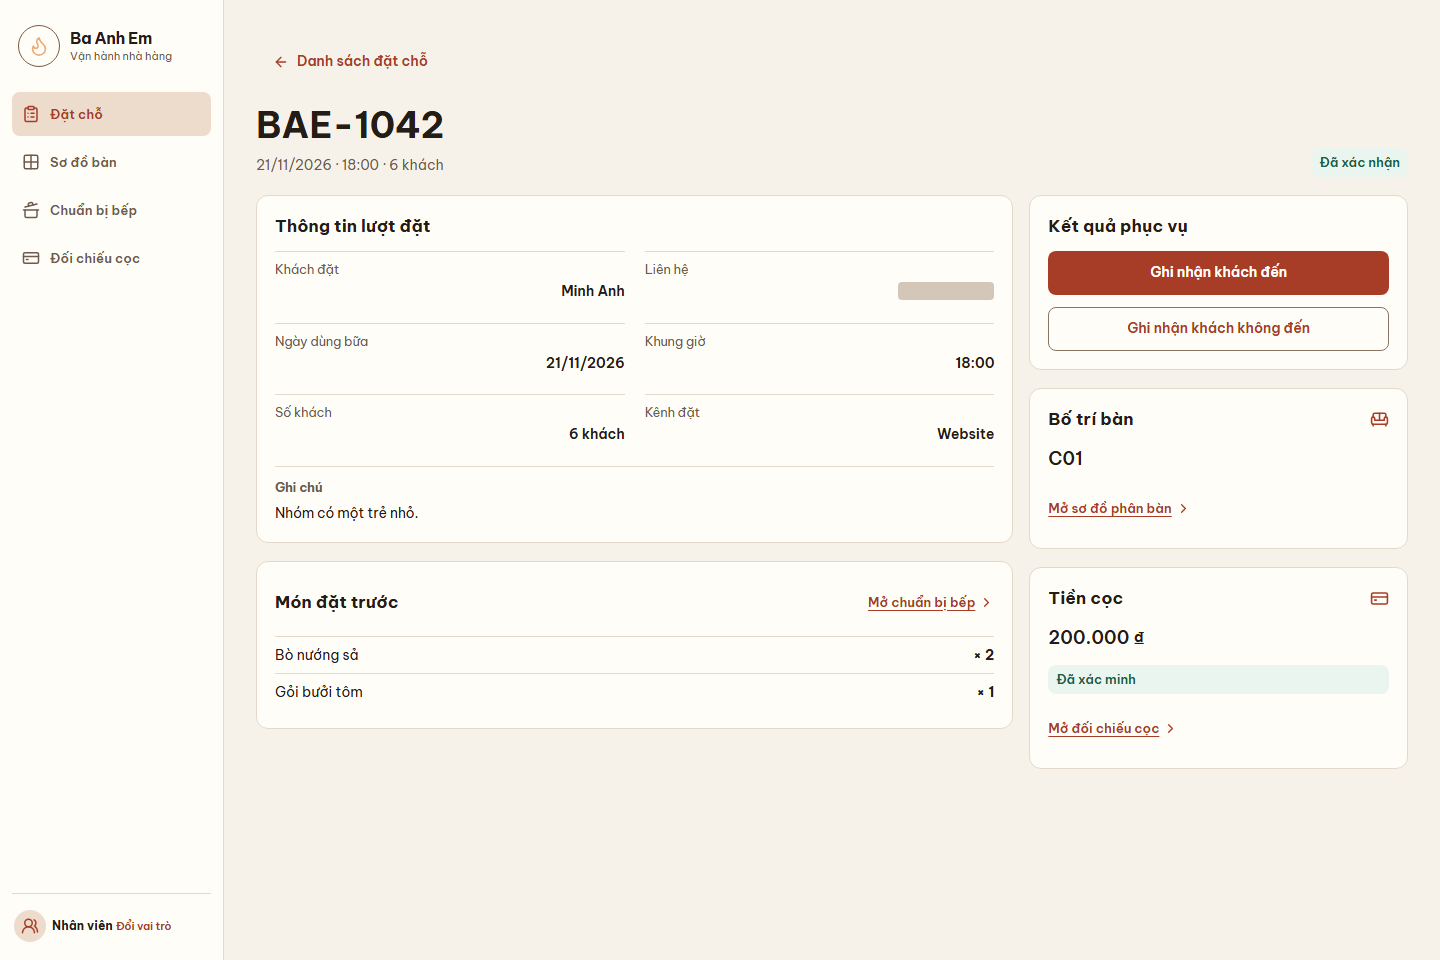 Ba Anh Em
Vận hành nhà hàng
Đặt chỗ
Sơ đồ bàn
Chuẩn bị bếp
Đối chiếu cọc
Nhân viên Đổi vai trò
Danh sách đặt chỗ
BAE-1042
21/11/2026 · 18:00 · 6 khách
Đã xác nhận
Thông tin lượt đặt
Khách đặt
Minh Anh
Liên hệ
Ngày dùng bữa
21/11/2026
Khung giờ
18:00
Số khách
6 khách
Kênh đặt
Website
Ghi chú
Nhóm có một trẻ nhỏ.
Món đặt trước
Mở chuẩn bị bếp
Bò nướng sả
× 2
Gỏi bưởi tôm
× 1
Kết quả phục vụ
Ghi nhận khách đến
Ghi nhận khách không đến
Bố trí bàn
C01
Mở sơ đồ phân bàn
Tiền cọc
200.000 ₫
Đã xác minh
Mở đối chiếu cọc